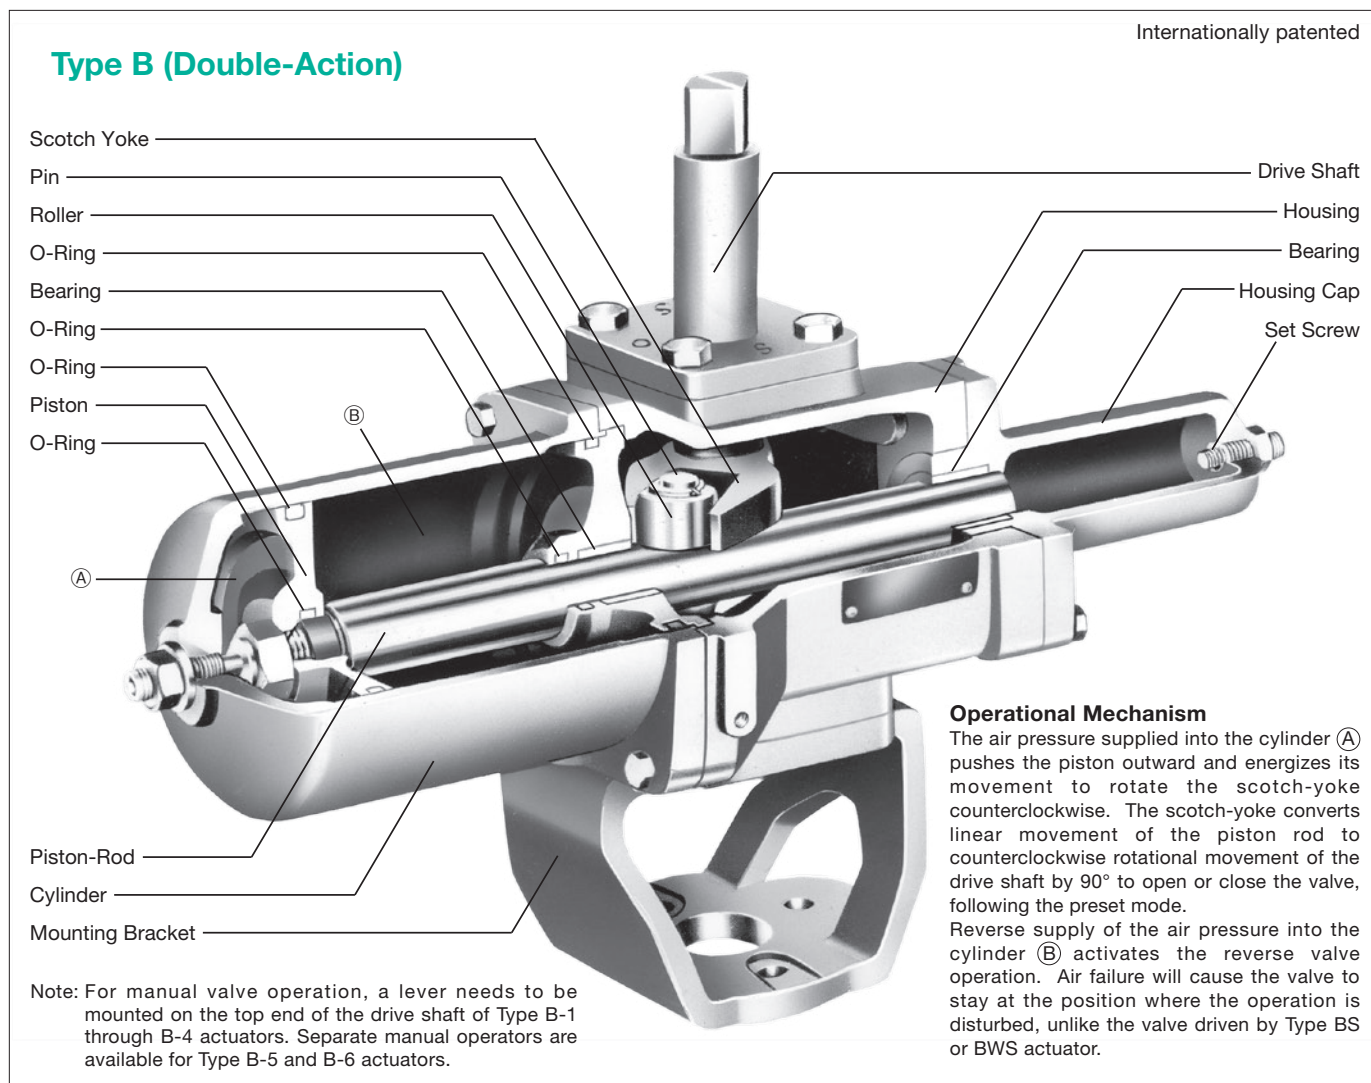 Internationally patented
Type B (Double-Action)
Scotch Yoke
Pin
Roller
O-Ring
Bearing
O-Ring
O-Ring
Piston
O-Ring
Drive Shaft
Housing
Bearing
Housing Cap
Set Screw
Ⓑ
Ⓐ
S
O
S
Piston-Rod
Cylinder
Mounting Bracket
Note: For manual valve operation, a lever needs to be
mounted on the top end of the drive shaft of Type B-1
through B-4 actuators. Separate manual operators are
available for Type B-5 and B-6 actuators.
Operational Mechanism
The air pressure supplied into the cylinder Ⓐ
pushes the piston outward and energizes its
movement to rotate the scotch-yoke
counterclockwise. The scotch-yoke converts
linear movement of the piston rod to
counterclockwise rotational movement of the
drive shaft by 90° to open or close the valve,
following the preset mode.
Reverse supply of the air pressure into the
cylinder Ⓑ activates the reverse valve
operation. Air failure will cause the valve to
stay at the position where the operation is
disturbed, unlike the valve driven by Type BS
or BWS actuator.